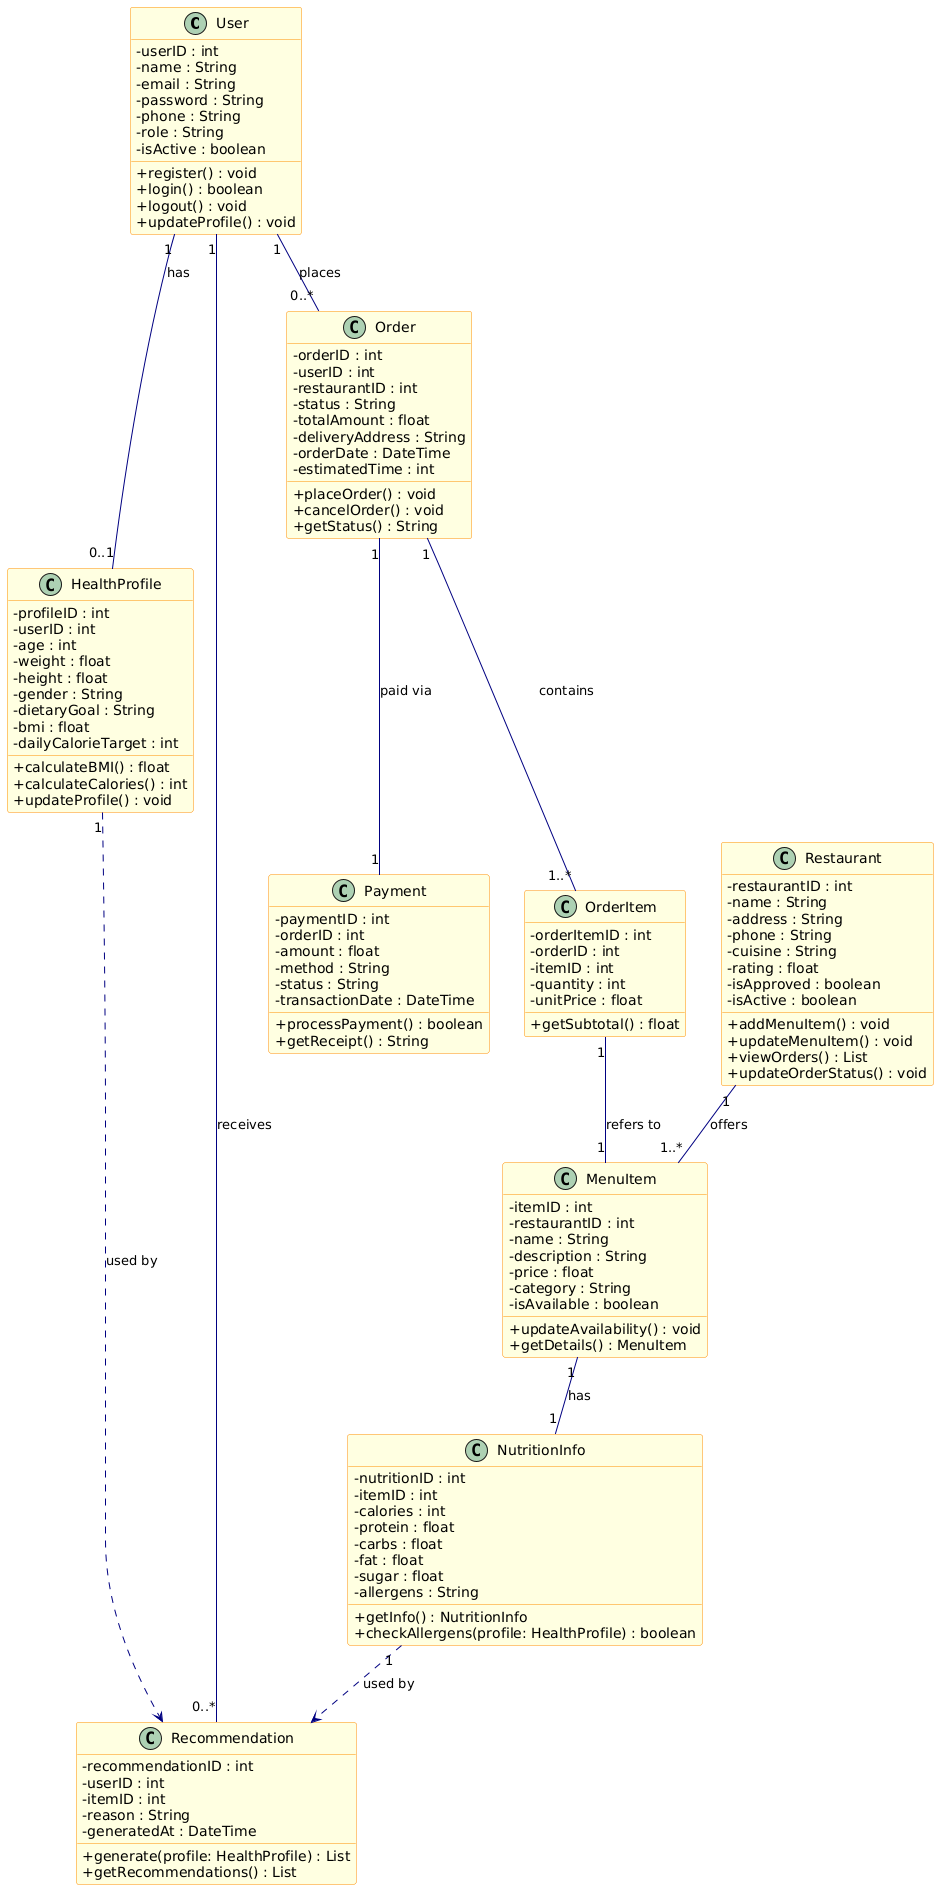 C User
-userID : int
-name : String
-email : String
-password : String
-phone : String
-role : String
-isActive : boolean
+register() : void
+login() : boolean
+logout() : void
+updateProfile() : void
1
1
1
has
places
0..*
C Order
-orderID : int
-userID : int
-restaurantID : int
-status : String
-totalAmount : float
-deliveryAddress : String
-orderDate : DateTime
-estimatedTime : int
+placeOrder() : void
+cancelOrder() : void
+getStatus() : String
1
1
0..1
C HealthProfile
-profileID : int
-userID : int
-age : int
-weight : float
-height : float
-gender : String
-dietaryGoal : String
-bmi : float
-dailyCalorieTarget : int
+calculateBMI() : float
+calculateCalories() : int
+updateProfile() : void
1
paid via
contains
1
1..*
C Payment
-paymentID : int
-orderID : int
-amount : float
-method : String
-status : String
-transactionDate : DateTime
+processPayment() : boolean
+getReceipt() : String
C OrderItem
-orderItemID : int
-orderID : int
-itemID : int
-quantity : int
-unitPrice : float
+getSubtotal() : float
1
C Restaurant
-restaurantID : int
-name : String
-address : String
-phone : String
-cuisine : String
-rating : float
-isApproved : boolean
-isActive : boolean
+addMenuItem() : void
+updateMenuItem() : void
+viewOrders() : List
+updateOrderStatus() : void
1
receives
refers to
offers
1
1..*
C MenuItem
-itemID : int
-restaurantID : int
-name : String
-description : String
-price : float
-category : String
-isAvailable : boolean
+updateAvailability() : void
+getDetails() : MenuItem
used by
1
has
1
C NutritionInfo
-nutritionID : int
-itemID : int
-calories : int
-protein : float
-carbs : float
-fat : float
-sugar : float
-allergens : String
+getInfo() : NutritionInfo
+checkAllergens(profile: HealthProfile) : boolean
1
used by
0..*
C Recommendation
-recommendationID : int
-userID : int
-itemID : int
-reason : String
-generatedAt : DateTime
+generate(profile: HealthProfile) : List
+getRecommendations() : List